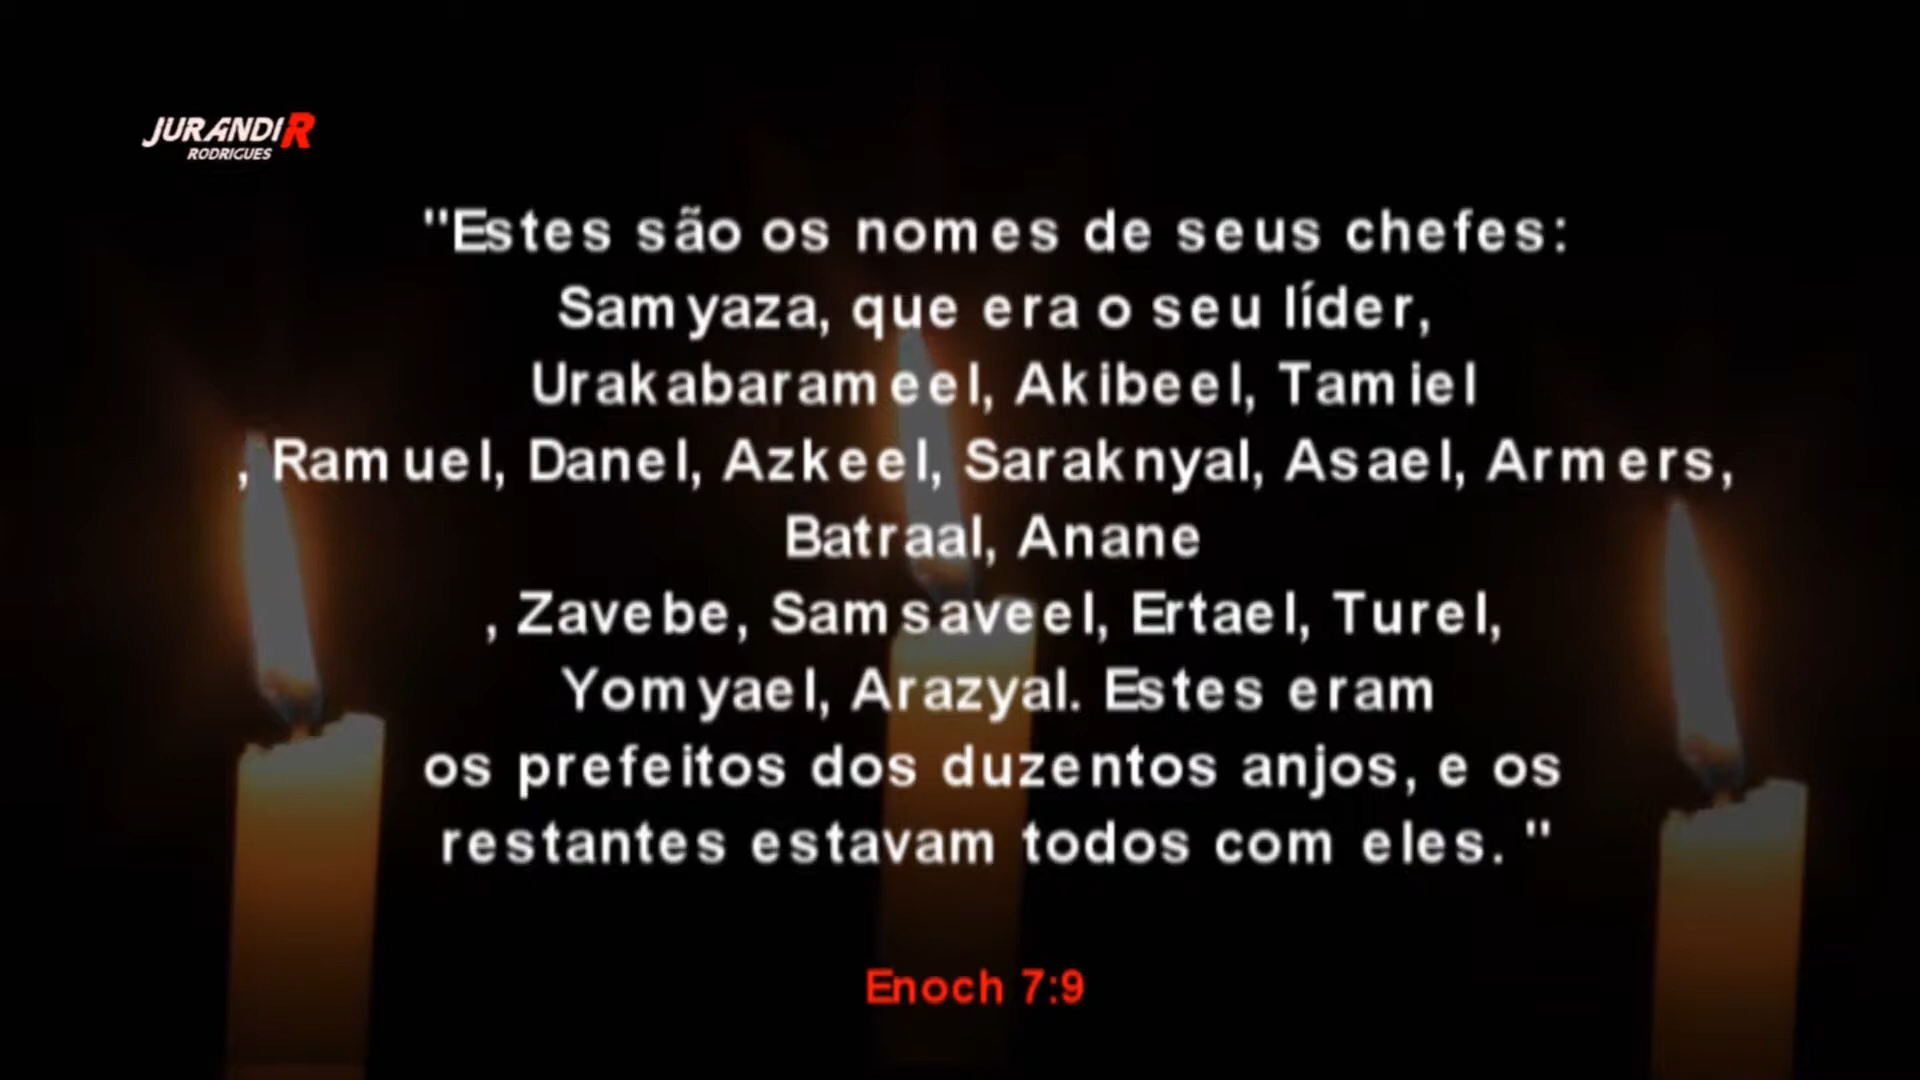 JURANDIR
RODRIGUES
"Estes são os nomes de seus chefes:
Samyaza, que era o seu líder,
Urakabarameel, Akibeel, Tamiel
, Ramuel, Danel, Azkeel, Saraknyal, Asael, Armers,
Batraal, Anane
, Zavebe, Samsaveel, Ertael, Turel,
Yomyael, Arazyal. Estes eram
os prefeitos dos duzentos anjos, e os
restantes estavam todos com eles. "
Enoch 7:9